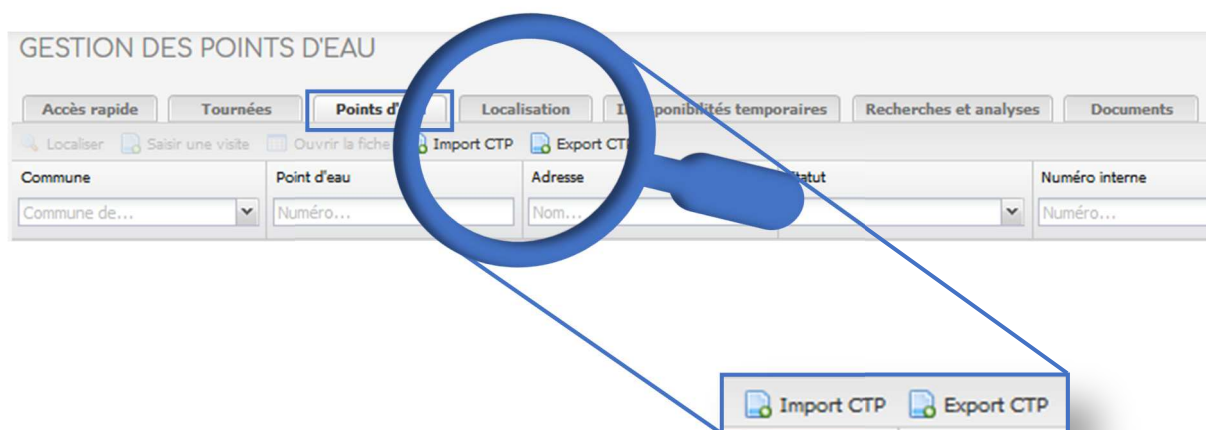 GESTION DES POINTS D'EAU
Accès rapide Tournées Points d' Localisation temporaires Recherches et analyses Documents
Localiser Saisir une visite Ouvrir la fiche Import CTP Export CTP
Commune Point d'eau Adresse Statut Numéro interne
Commune de... Numéro... Nom... Numéro...
Import CTP Export CTP